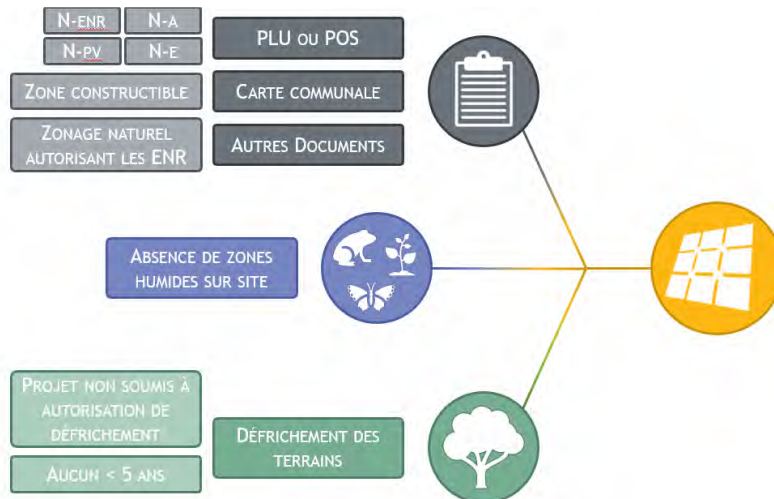 N-ENR N-A
PLU OU POS
N-PV N-E
ZONE CONSTRUCTIBLE
CARTE COMMUNALE
ZONAGE NATUREL
AUTORISANT LES ENR
AUTRES DOCUMENTS
ABSENCE DE ZONES
HUMIDES SUR SITE
PROJET NON SOUMIS À
AUTORISATION DE
DÉFRICHEMENT
AUCUN < 5 ANS
DÉFRICHEMENT DES
TERRAINS